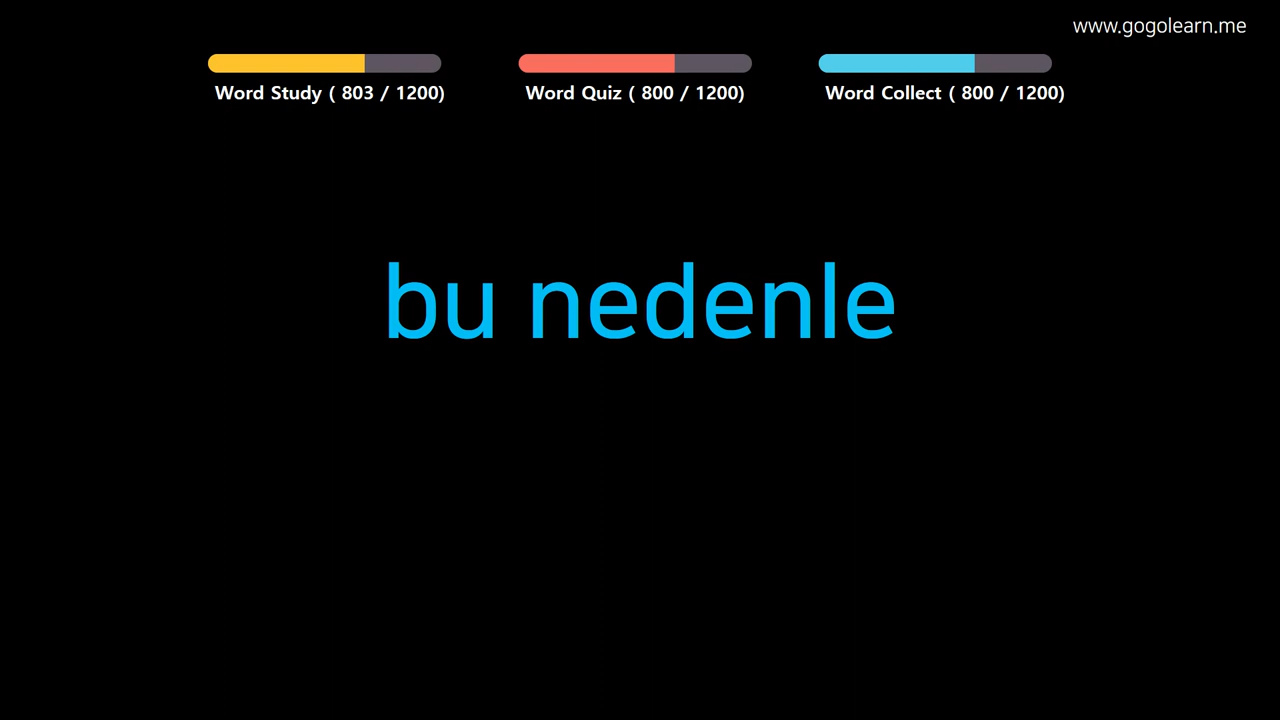 www.gogolearn.me
Word Study ( 803 / 1200)
Word Quiz ( 800 / 1200)
Word Collect ( 800 / 1200)
bu nedenle